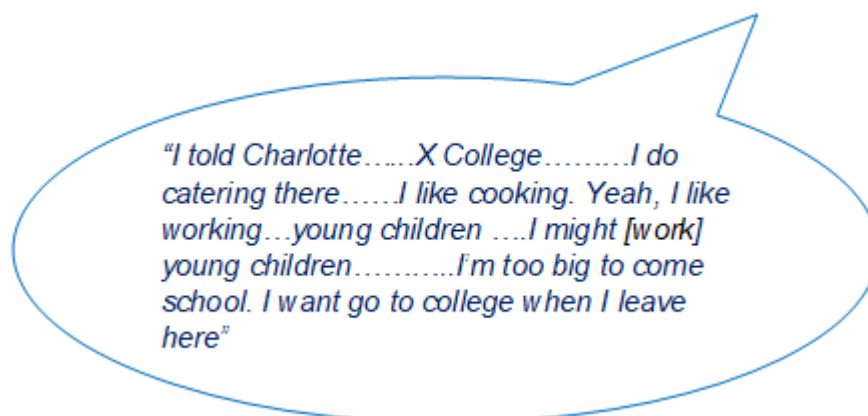 “I told Charlotte……X College………I do
catering there……I like cooking. Yeah, I like
working…young children ….I might [work]
young children………..I’m too big to come
school. I want go to college when I leave
here”